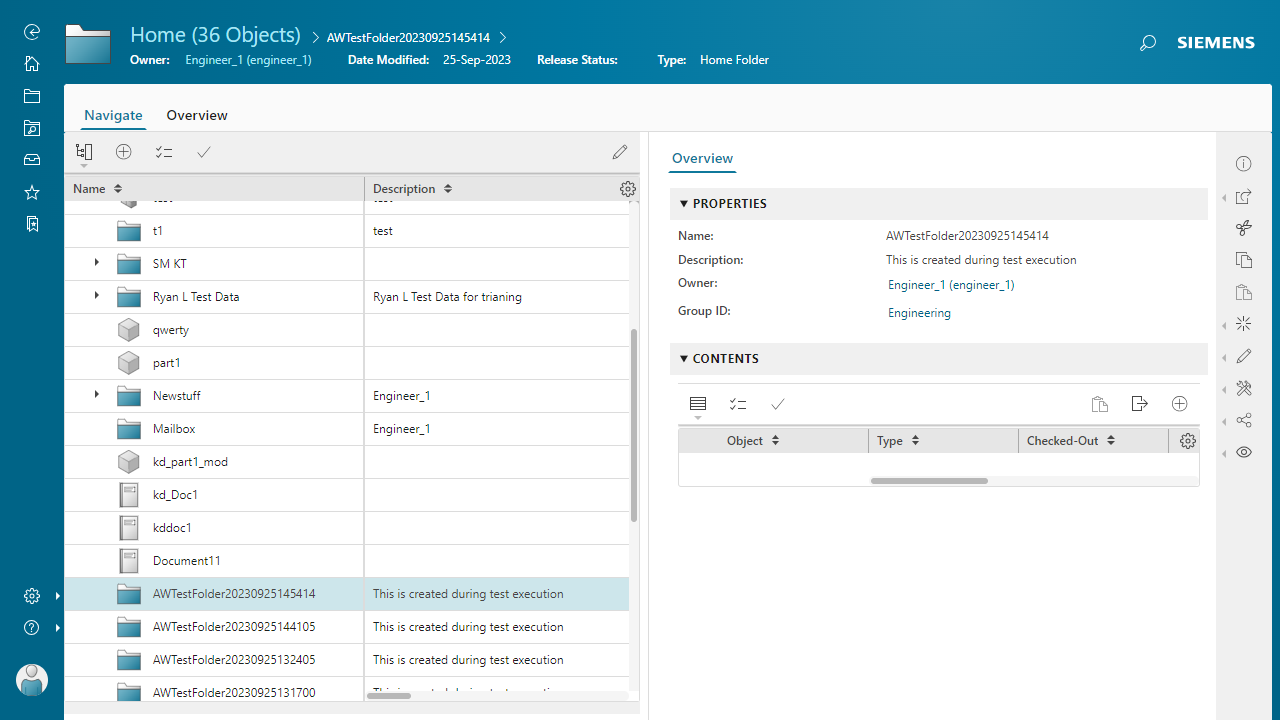 Home (36 Objects) AWTestFolder20230925145414
SIEMENS
Owner: Engineer_1 (engineer_1) Date Modified: 25-Sep-2023 Release Status: Type: Home Folder
Navigate Overview
Overview
Name Description
PROPERTIES
t1 test
Name: AWTestFolder20230925145414
Description: This is created during test execution
SM KT
Owner: Engineer_1 (engineer_1)
Ryan L Test Data Ryan L Test Data for trianing
Group ID: Engineering
qwerty
CONTENTS
part1
Newstuff Engineer_1
Mailbox Engineer_1
Object Type Checked-Out
kd_part1_mod
kd_Doc1
kddoc1
Document11
AWTestFolder20230925145414 This is created during test execution
AWTestFolder20230925144105 This is created during test execution
AWTestFolder20230925132405 This is created during test execution
AWTestFolder20230925131700